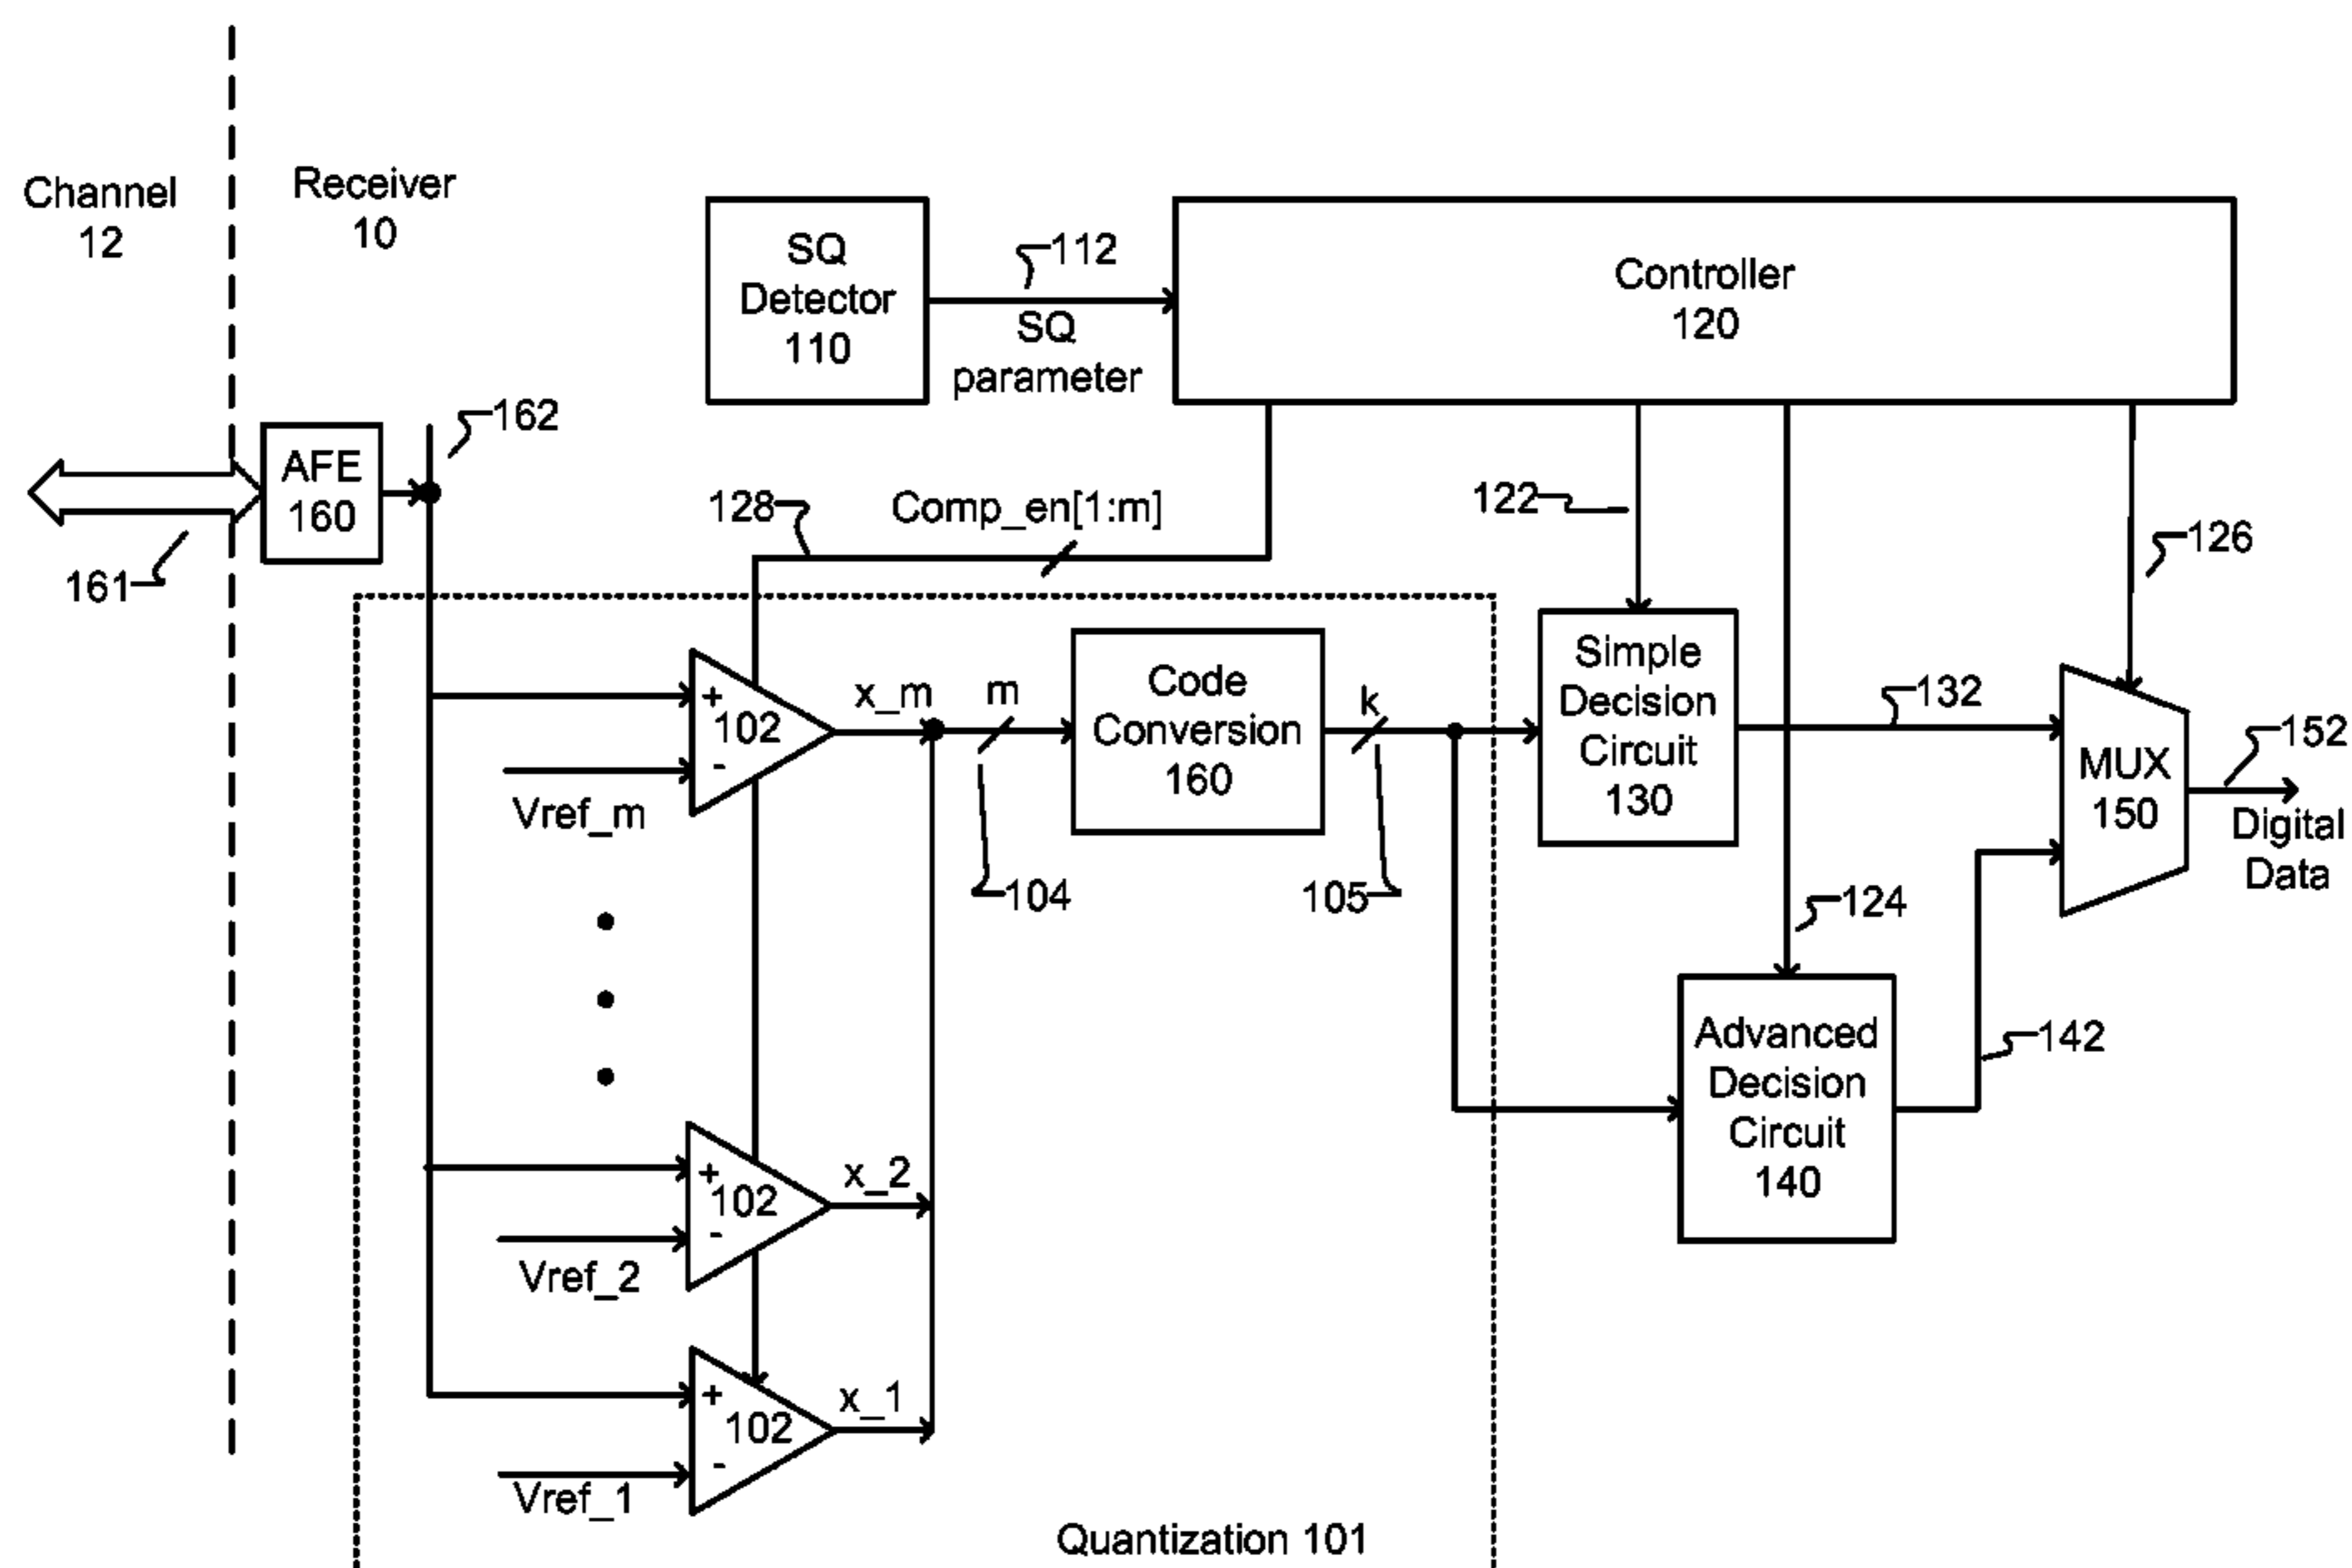 Channel
12
Receiver
10
SQ
Detector
110
112
SQ
parameter
Controller
120
162
AFE
160
161
128
Comp_en[1:m]
122
126
+
102
-
Vref_m
x_m
m
104
Code
Conversion
160
k
105
Simple
Decision
Circuit
130
132
MUX
150
152
Digital
Data
124
Advanced
Decision
Circuit
140
142
+
102
-
Vref_2
x_2
+
102
-
Vref_1
x_1
Quantization 101